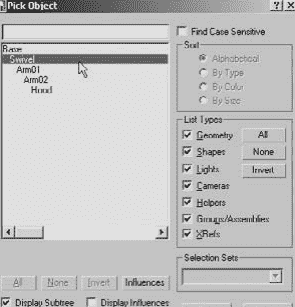 Pick Object
Find Case Sensitive
Sort
Alphabetical
By Type
By Color
By Size
Base
Swivel
Arm01
Arm02
Hood
List Types
Geometry
All
Shapes
None
Lights
Invert
Cameras
Helpers
Groups/Assemblies
XRefs
Selection Sets
All
None
Invert
Influences
Display Subtree
Display Influences